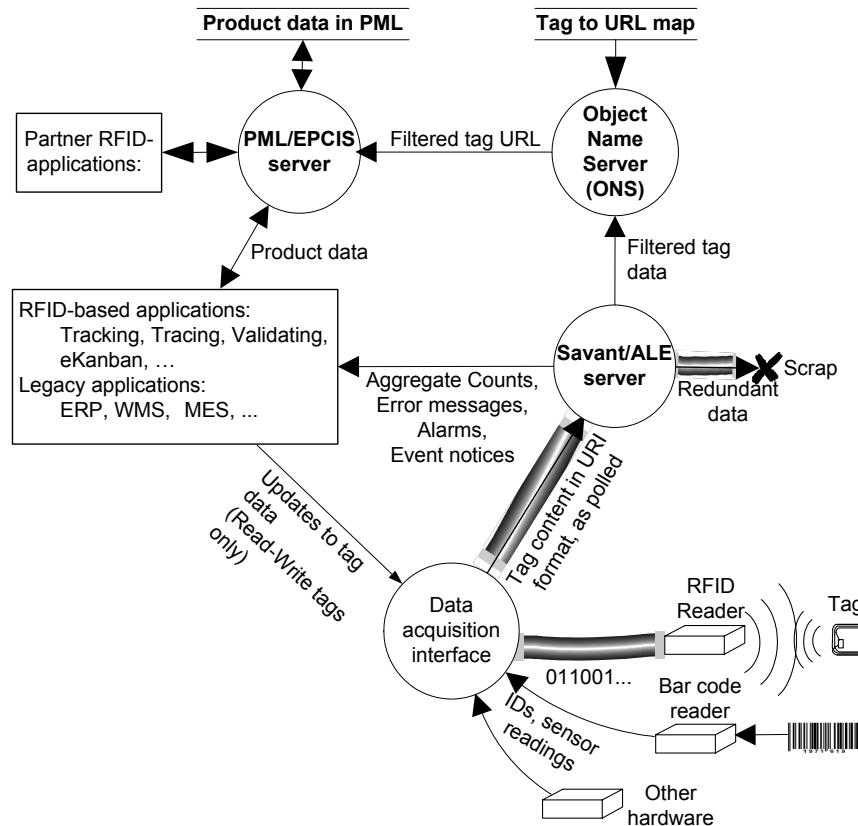 Product data in PML
Tag to URL map
Partner RFID-
applications:
PML/EPCIS
server
Filtered tag URL
Object
Name
Server
(ONS)
Product data
Filtered tag
data
RFID-based applications:
Tracking, Tracing, Validating,
eKanban, ...
Legacy applications:
ERP, WMS, MES, ...
Savant/ALE
server
Scrap
Redundant
data
Aggregate Counts,
Error messages,
Alarms,
Event notices
Tag content in URI
format, as polled
Updates to tag
data
(Read-Write tags
only)
Data
acquisition
interface
RFID
Reader
Tag
011001...
Bar code
reader
IDs, sensor
readings
1971 619
Other
hardware